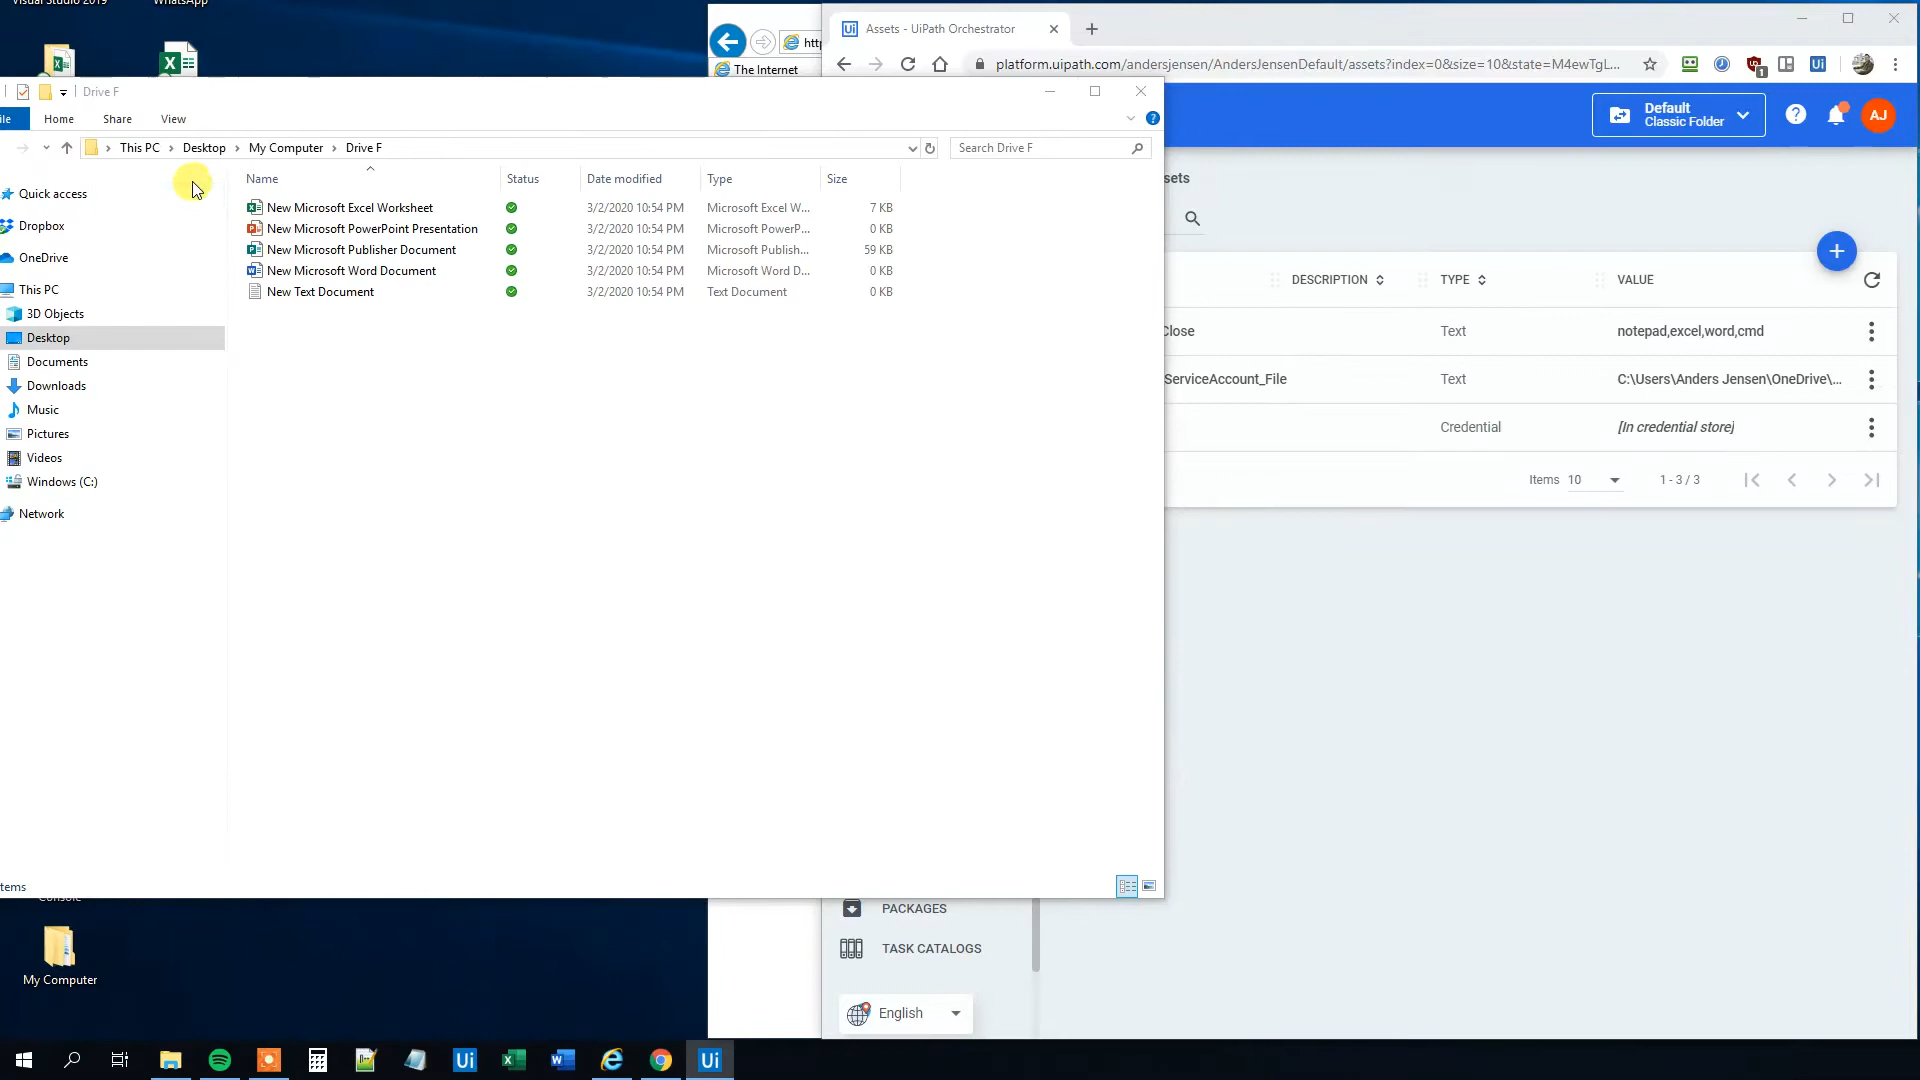 Visual Studio 2019
WhatsApp
Drive F
Home
Share
View
This PC
Desktop
My Computer
Drive F
Search Drive F
Name
Status
Date modified
Type
Size
Quick access
Dropbox
OneDrive
This PC
3D Objects
Desktop
Documents
Downloads
Music
Pictures
Videos
Windows (C:)
Network
New Microsoft Excel Worksheet 3/2/2020 10:54 PM Microsoft Excel W... 7 KB
New Microsoft PowerPoint Presentation 3/2/2020 10:54 PM Microsoft PowerP... 0 KB
New Microsoft Publisher Document 3/2/2020 10:54 PM Microsoft Publish... 59 KB
New Microsoft Word Document 3/2/2020 10:54 PM Microsoft Word D... 0 KB
New Text Document 3/2/2020 10:54 PM Text Document 0 KB
tems
Console
My Computer
http
The Internet
Assets - UiPath Orchestrator
platform.uipath.com/andersjensen/AndersJensenDefault/assets?index=0&size=10&state=M4ewTgL...
Default
Classic Folder
AJ
sets
DESCRIPTION
TYPE
VALUE
Close Text notepad,excel,word,cmd
ServiceAccount_File Text C:\Users\Anders Jensen\OneDrive\...
Credential [In credential store]
Items 10
1 - 3 / 3
PACKAGES
TASK CATALOGS
English
Ui
Ui